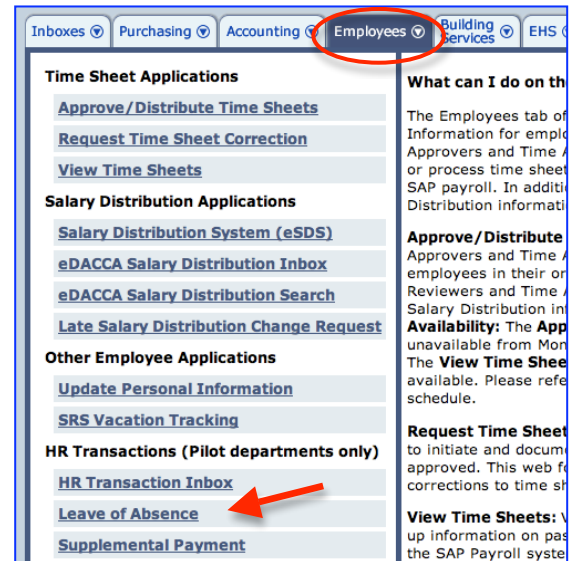 Inboxes Purchasing Accounting Employees Building Services EHS
Time Sheet Applications
Approve/Distribute Time Sheets
Request Time Sheet Correction
View Time Sheets
Salary Distribution Applications
Salary Distribution System (eSDS)
eDACCA Salary Distribution Inbox
eDACCA Salary Distribution Search
Late Salary Distribution Change Request
Other Employee Applications
Update Personal Information
SRS Vacation Tracking
HR Transactions (Pilot departments only)
HR Transaction Inbox
Leave of Absence
Supplemental Payment
What can I do on th
The Employees tab of
Information for emplo
Approvers and Time
or process time sheet
SAP payroll. In additi
Distribution informati
Approve/Distribute
Approvers and Time
employees in their or
Reviewers and Time
Salary Distribution in
Availability: The App
unavailable from Mon
The View Time Shee
available. Please refe
schedule.
Request Time Sheet
to initiate and docum
approved. This web fo
corrections to time sh
View Time Sheets:
up information on pas
the SAP Payroll syste